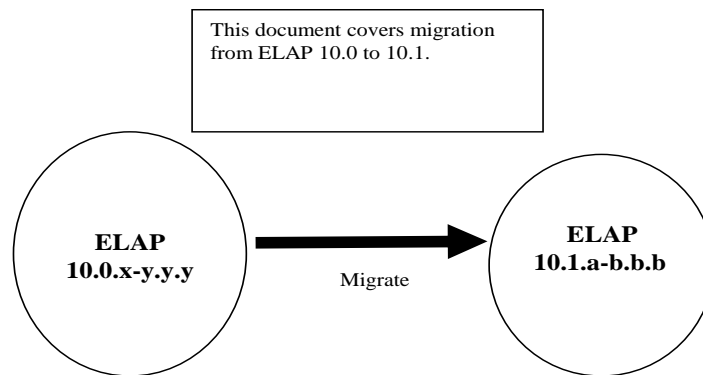 This document covers migration
from ELAP 10.0 to 10.1.
ELAP
10.0.x-y.y.y
Migrate
ELAP
10.1.a-b.b.b